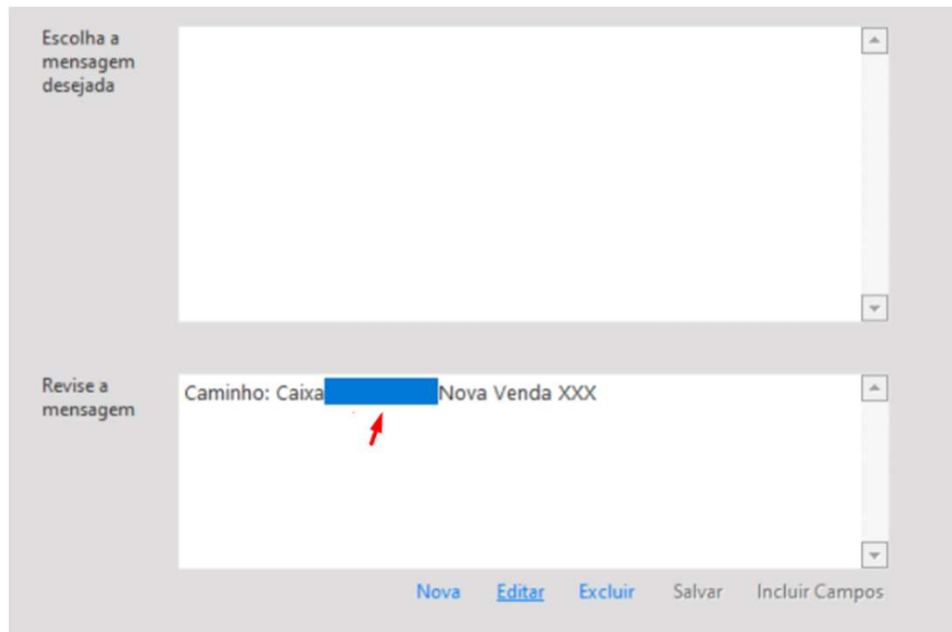 Escolha a
mensagem
desejada
Revise a
mensagem
Caminho: Caixa Nova Venda XXX
Nova Editar Excluir Salvar Incluir Campos